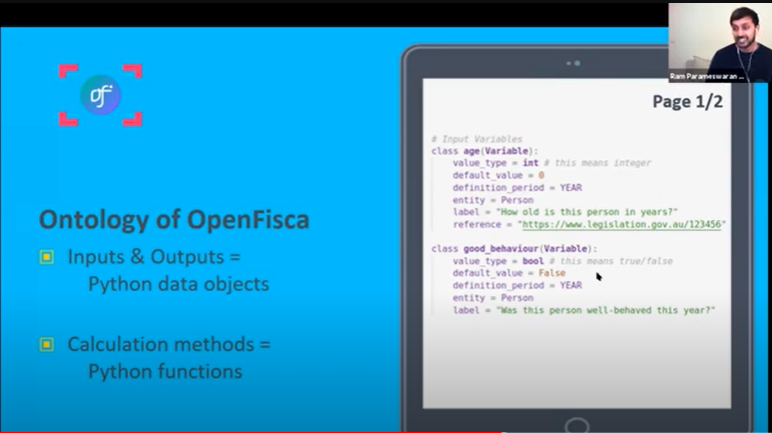 Ram Parameswaran ...
of
Page 1/2
# Input Variables
class age(Variable):
value_type = int # this means integer
default_value = 0
definition_period = YEAR
entity = Person
label = "How old is this person in years?"
reference = "https://www.legislation.gov.au/123456"
class good_behaviour(Variable):
value_type = bool # this means true/false
default_value = False
definition_period = YEAR
entity = Person
label = "Was this person well-behaved this year?"
Ontology of OpenFisca
Inputs & Outputs =
Python data objects
Calculation methods =
Python functions